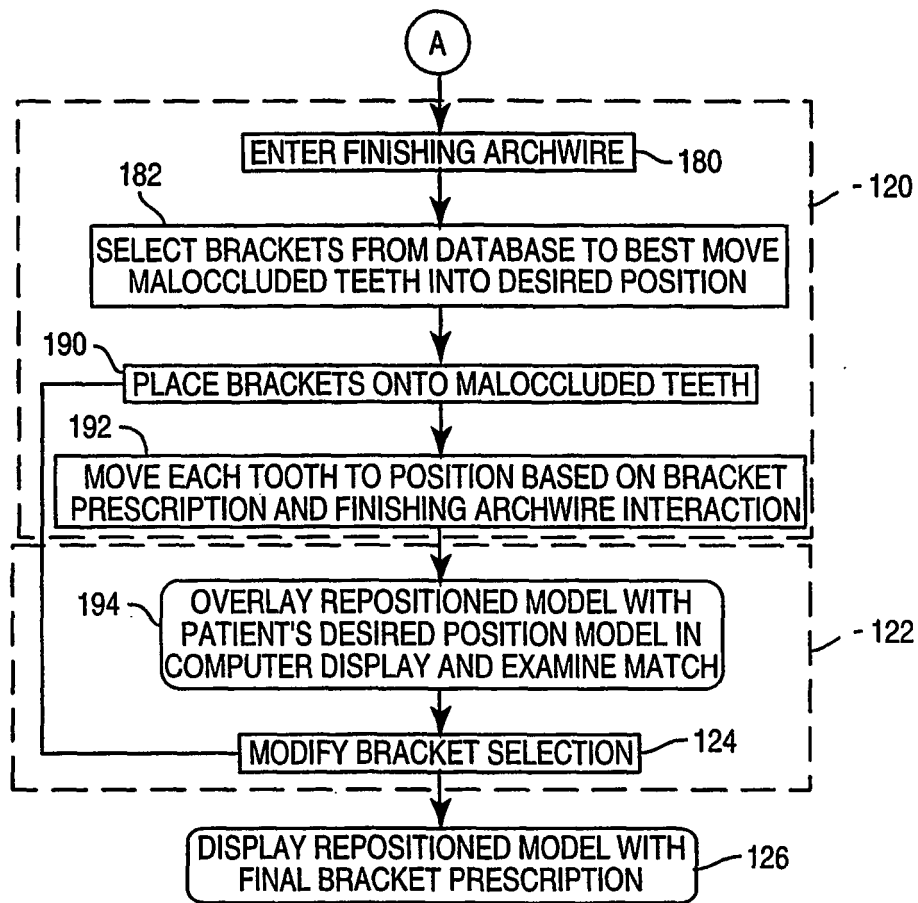 A
ENTER FINISHING ARCHWIRE
180
182
120
SELECT BRACKETS FROM DATABASE TO BEST MOVE
MALOCCLUDED TEETH INTO DESIRED POSITION
190
PLACE BRACKETS ONTO MALOCCLUDED TEETH
192
MOVE EACH TOOTH TO POSITION BASED ON BRACKET
PRESCRIPTION AND FINISHING ARCHWIRE INTERACTION
194
OVERLAY REPOSITIONED MODEL WITH
PATIENT'S DESIRED POSITION MODEL IN
COMPUTER DISPLAY AND EXAMINE MATCH
122
MODIFY BRACKET SELECTION
124
DISPLAY REPOSITIONED MODEL WITH
FINAL BRACKET PRESCRIPTION
126